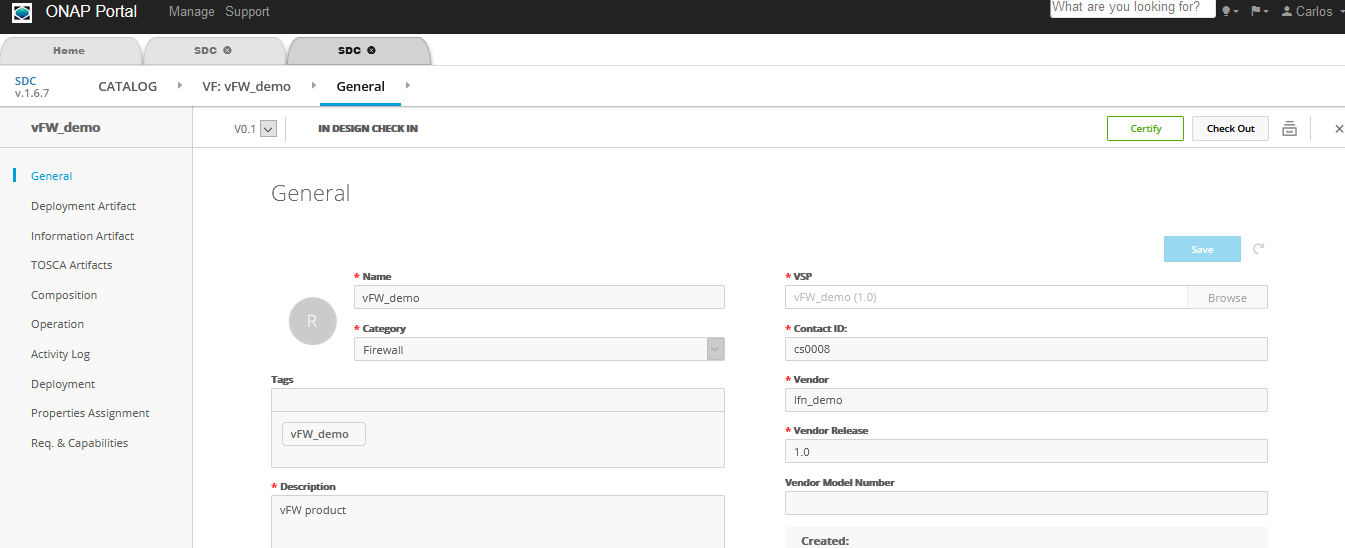 ONAP Portal Manage Support What are you looking for? Carlos
Home SDC SDC
SDC
v.1.6.7
CATALOG VF: vFW_demo General
vFW_demo V0.1 IN DESIGN CHECK IN Certify Check Out
General
Deployment Artifact
Information Artifact
TOSCA Artifacts
Composition
Operation
Activity Log
Deployment
Properties Assignment
Req. & Capabilities
General
Save
R
* Name
vFW_demo
* Category
Firewall
Tags
vFW_demo
* Description
vFW product
* VSP
vFW_demo (1.0) Browse
* Contact ID:
cs0008
* Vendor
lfn_demo
* Vendor Release
1.0
Vendor Model Number
Created: